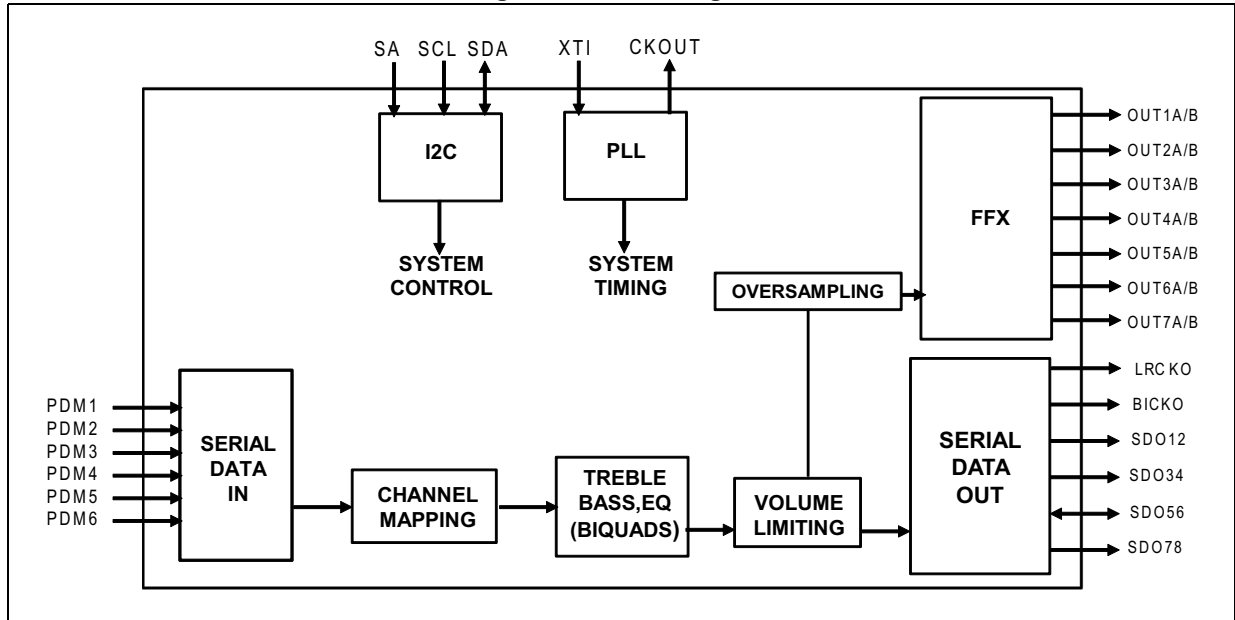 SA SCL SDA XTI CKOUT
I2C
PLL
SYSTEM
CONTROL
SYSTEM
TIMING
OVERSAMPLING
FFX
OUT1A/B
OUT2A/B
OUT3A/B
OUT4A/B
OUT5A/B
OUT6A/B
OUT7A/B
PDM1
PDM2
PDM3
PDM4
PDM5
PDM6
SERIAL
DATA
IN
CHANNEL
MAPPING
TREBLE
BASS,EQ
(BIQUADS)
VOLUME
LIMITING
SERIAL
DATA
OUT
LRCKO
BICKO
SDO12
SDO34
SDO56
SDO78